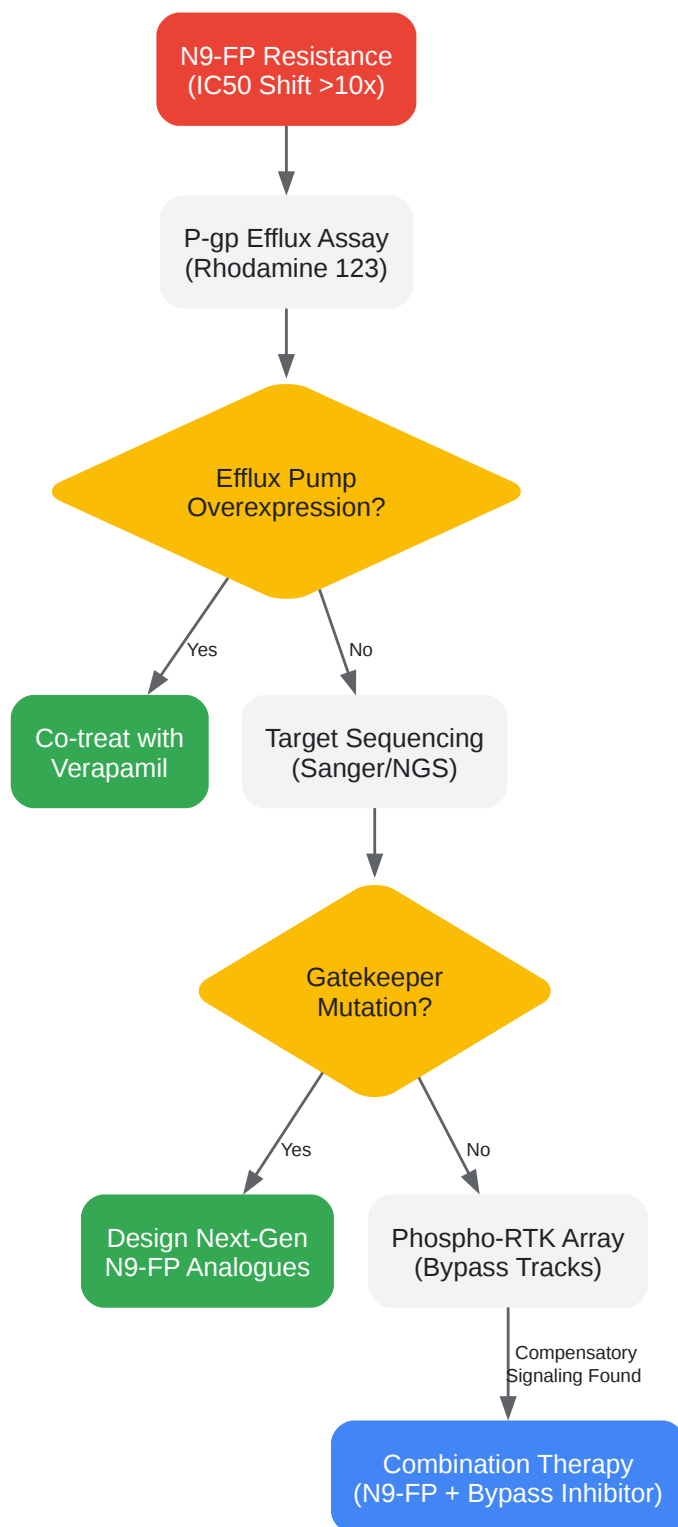 N9-FP Resistance
(IC50 Shift >10x)
P-gp Efflux Assay
(Rhodamine 123)
Efflux Pump
Overexpression?
Yes
No
Co-treat with
Verapamil
Target Sequencing
(Sanger/NGS)
Gatekeeper
Mutation?
Yes
No
Design Next-Gen
N9-FP Analogues
Phospho-RTK Array
(Bypass Tracks)
Compensatory
Signaling Found
Combination Therapy
(N9-FP + Bypass Inhibitor)